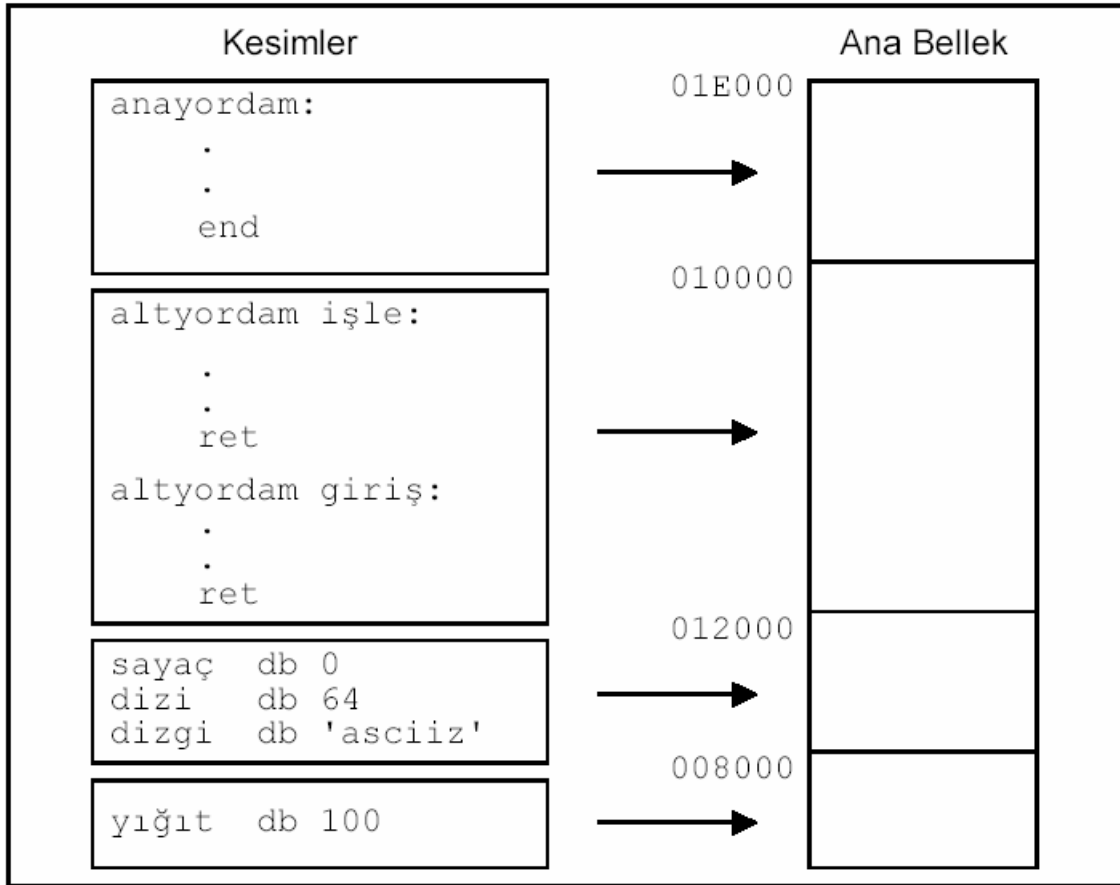 Kesimler
Ana Bellek
anayordam:
.
.
end
01E000
altyordam işle:
.
.
ret
altyordam giriş:
.
.
ret
010000
sayaç db 0
dizi db 64
dizgi db 'asciiz'
012000
yığıt db 100
008000